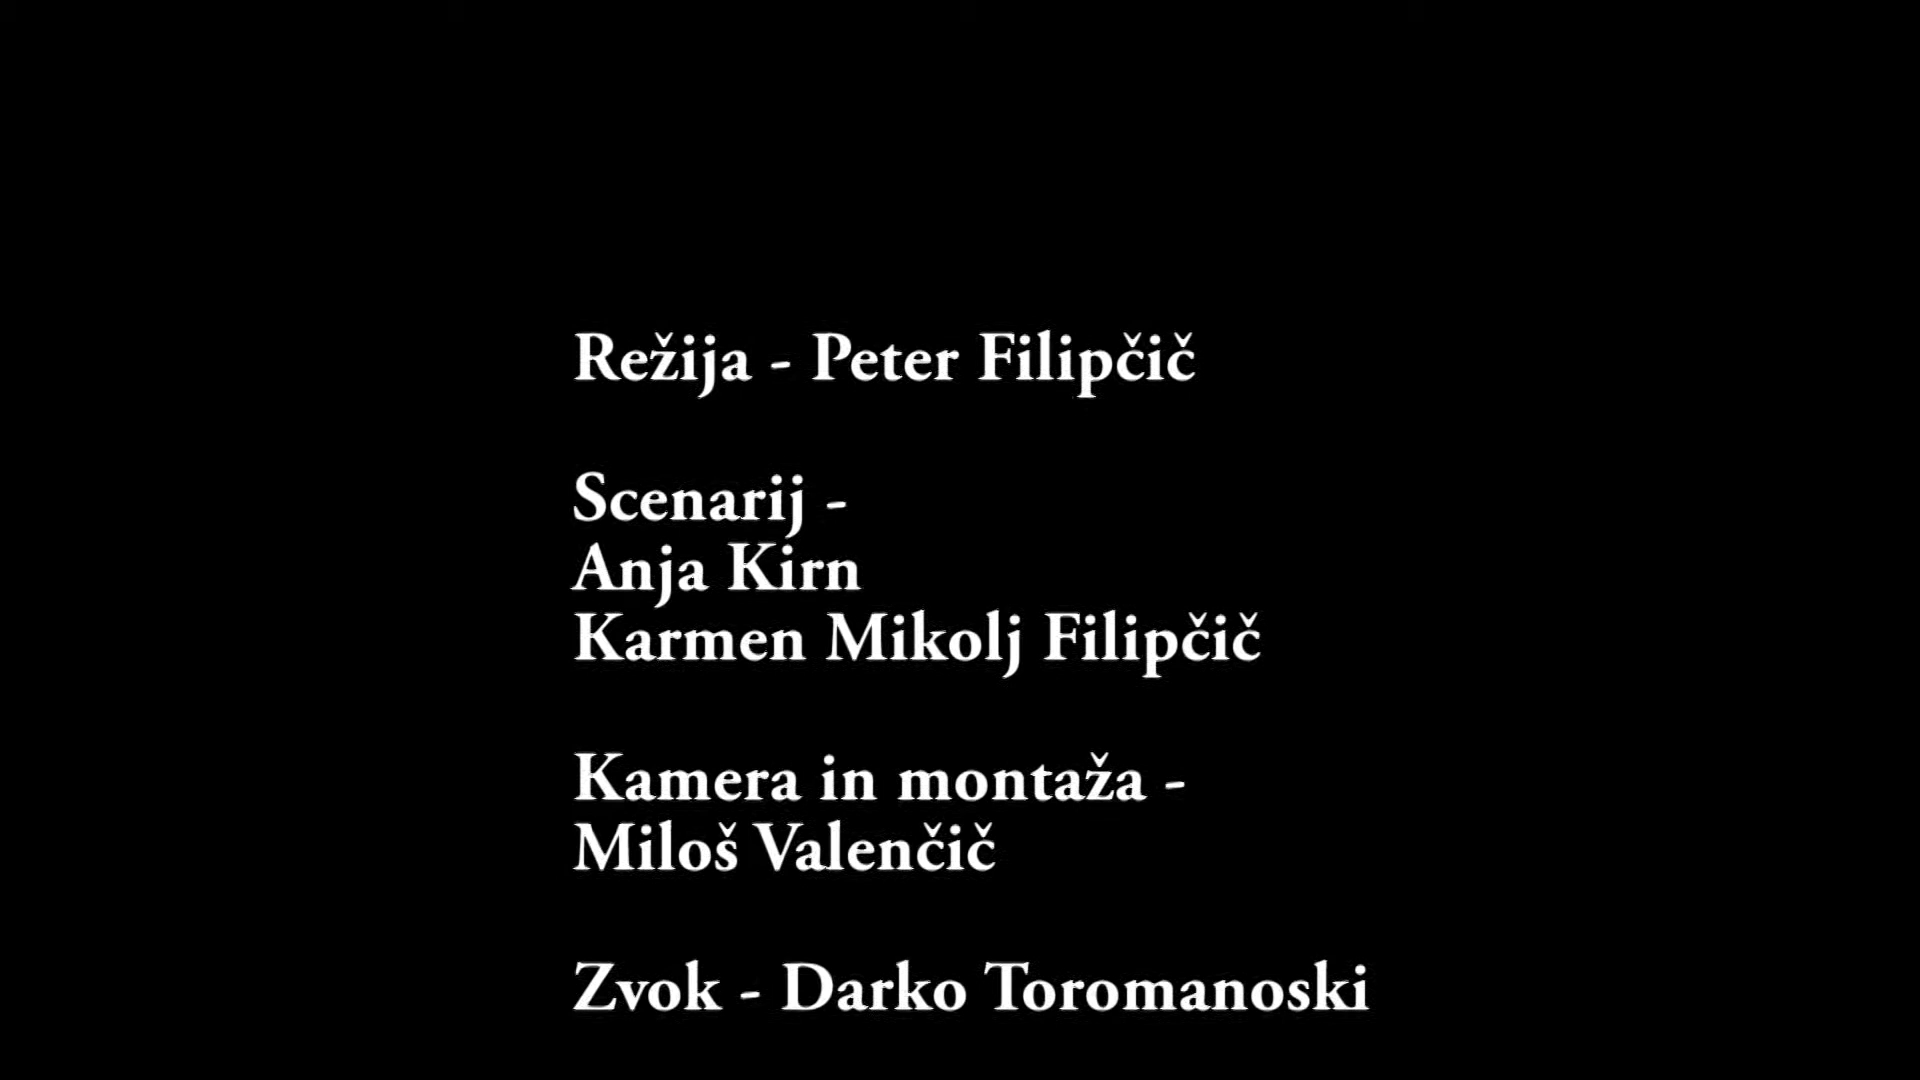 Režija - Peter Filipčič
Scenarij -
Anja Kirn
Karmen Mikolj Filipčič
Kamera in montaža -
Miloš Valenčič
Zvok - Darko Toromanoski